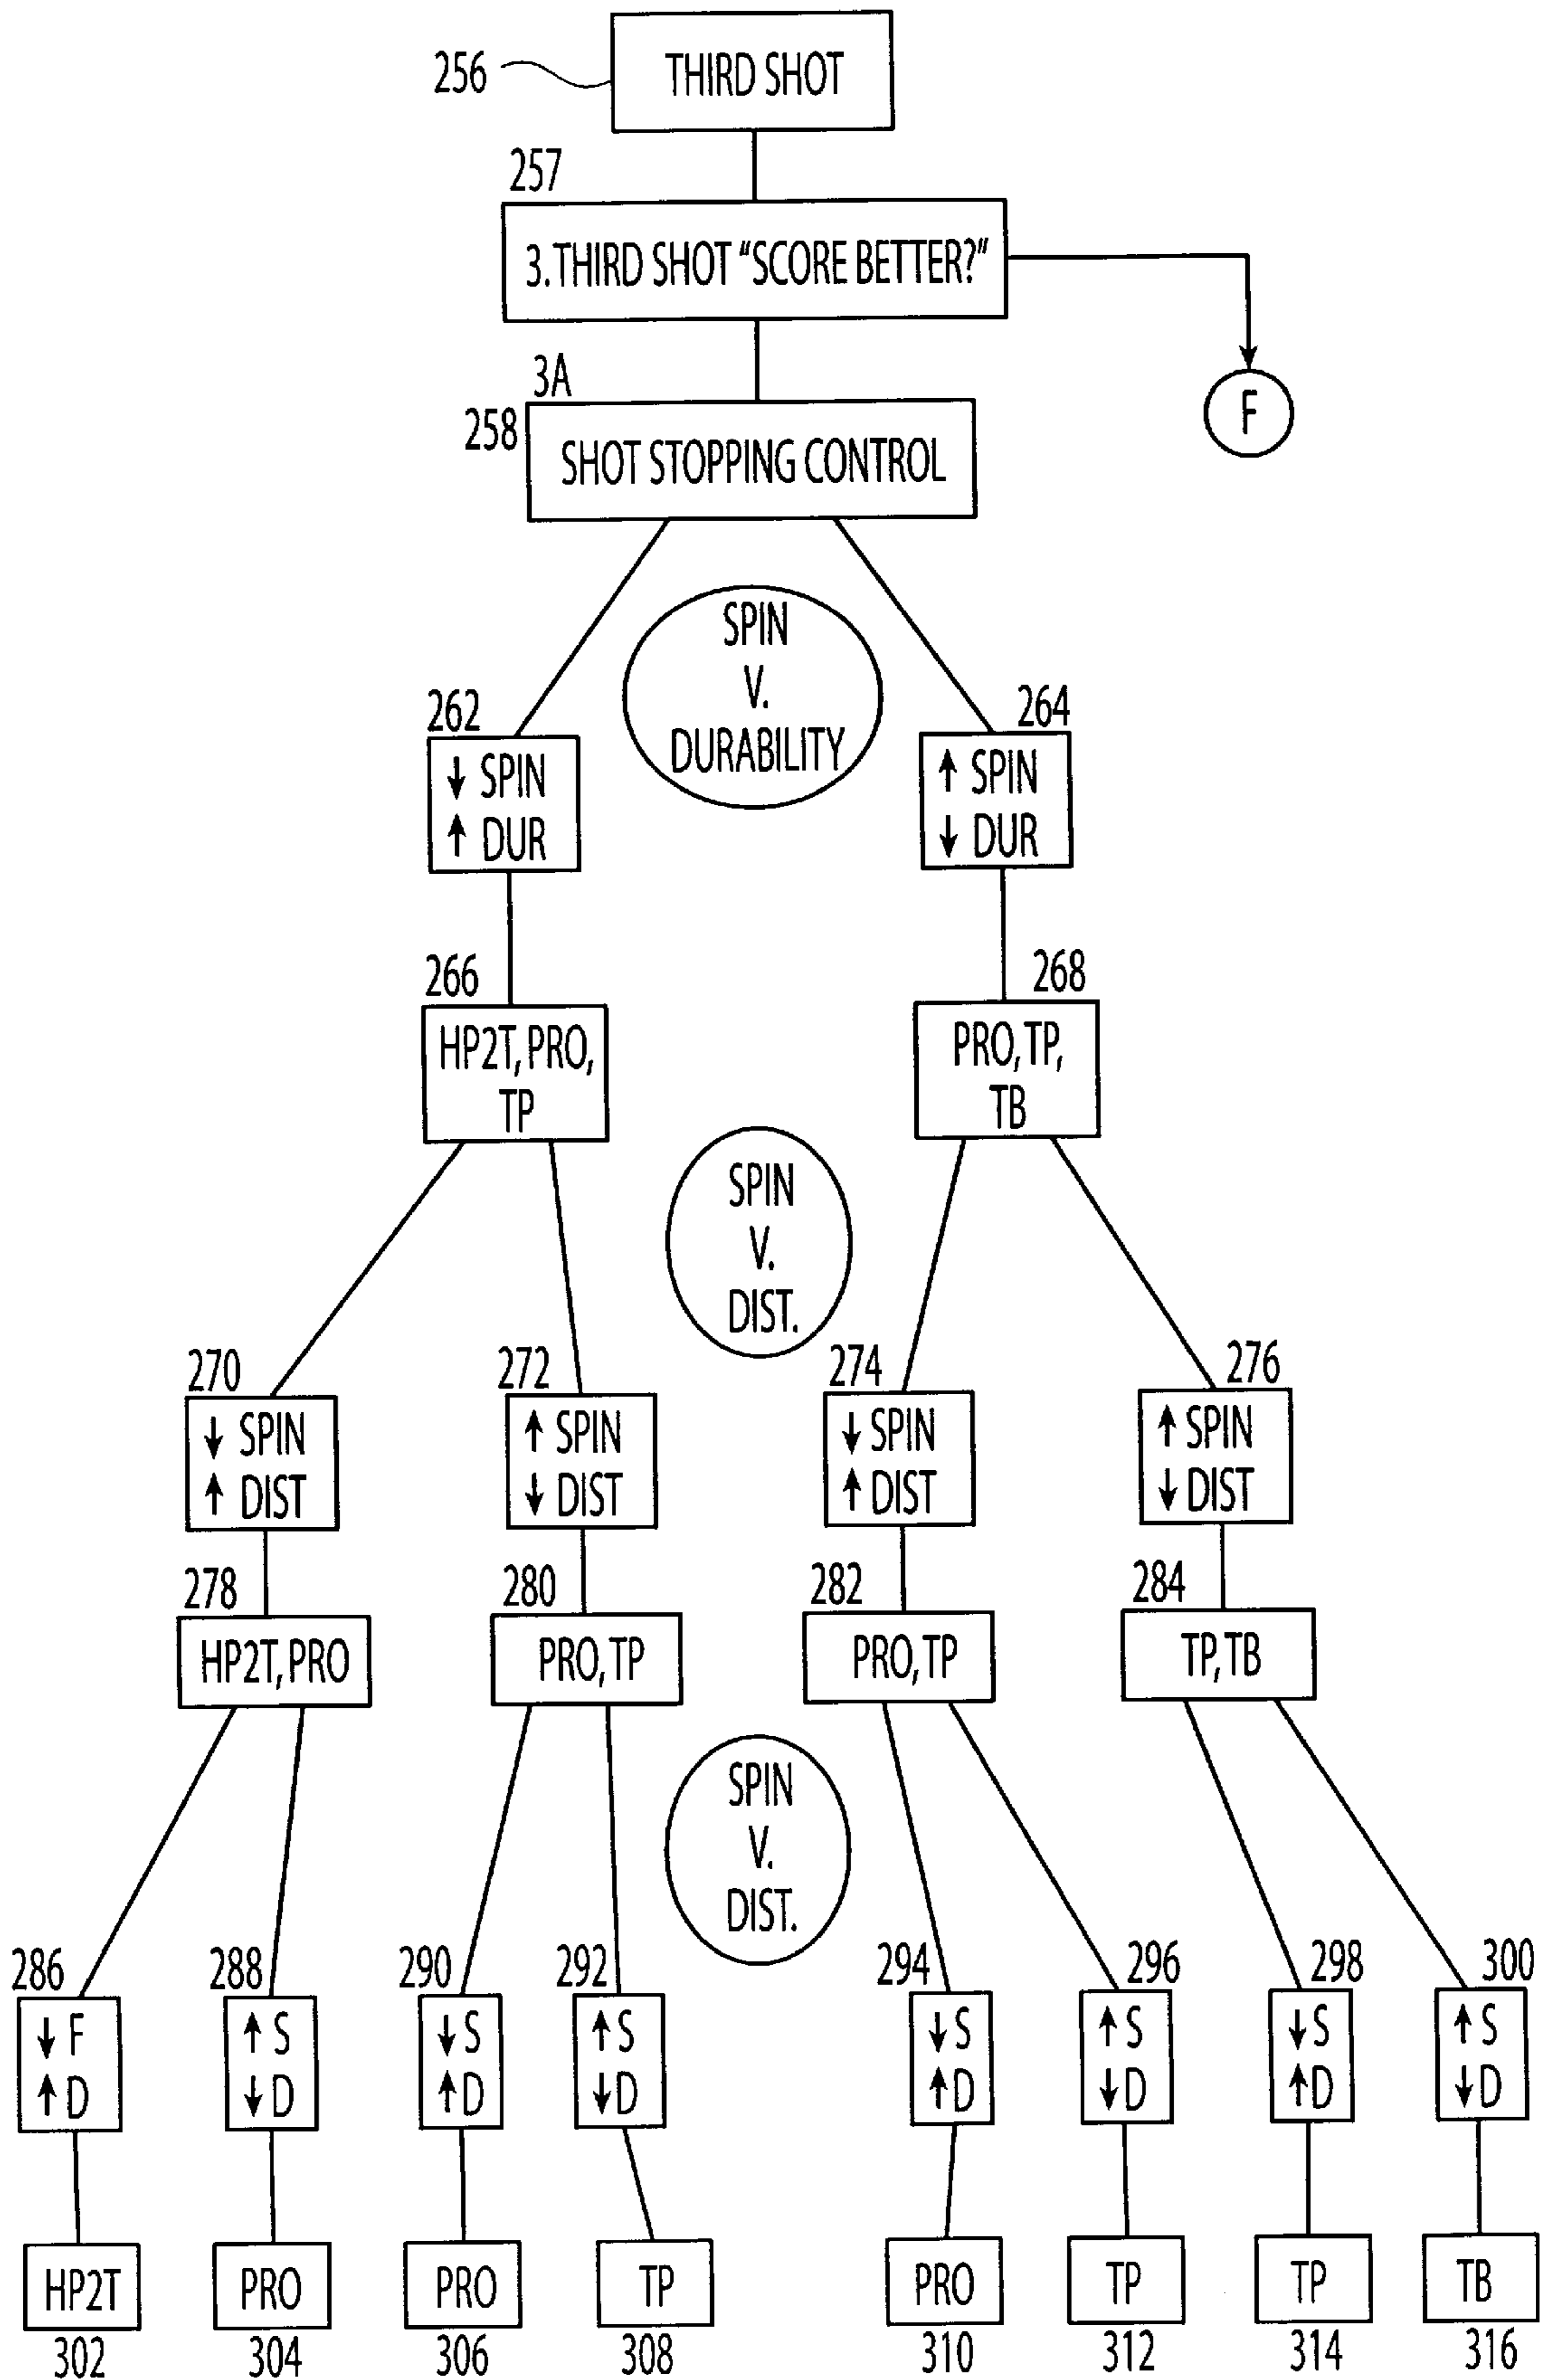 256
THIRD SHOT
257
3. THIRD SHOT "SCORE BETTER?"
F
3A
258
SHOT STOPPING CONTROL
SPIN
V.
DURABILITY
262
↓ SPIN
↑ DUR
264
↑ SPIN
↓ DUR
266
HP2T, PRO,
TP
268
PRO, TP,
TB
SPIN
V.
DIST.
270
↓ SPIN
↑ DIST
272
↑ SPIN
↓ DIST
274
↓ SPIN
↑ DIST
276
↑ SPIN
↓ DIST
278
HP2T, PRO
280
PRO, TP
282
PRO, TP
284
TP, TB
SPIN
V.
DIST.
286
↓ F
↑ D
288
↑ S
↓ D
290
↓ S
↑ D
292
↑ S
↓ D
294
↓ S
↑ D
296
↑ S
↓ D
298
↓ S
↑ D
300
↑ S
↓ D
HP2T
302
PRO
304
PRO
306
TP
308
PRO
310
TP
312
TP
314
TB
316